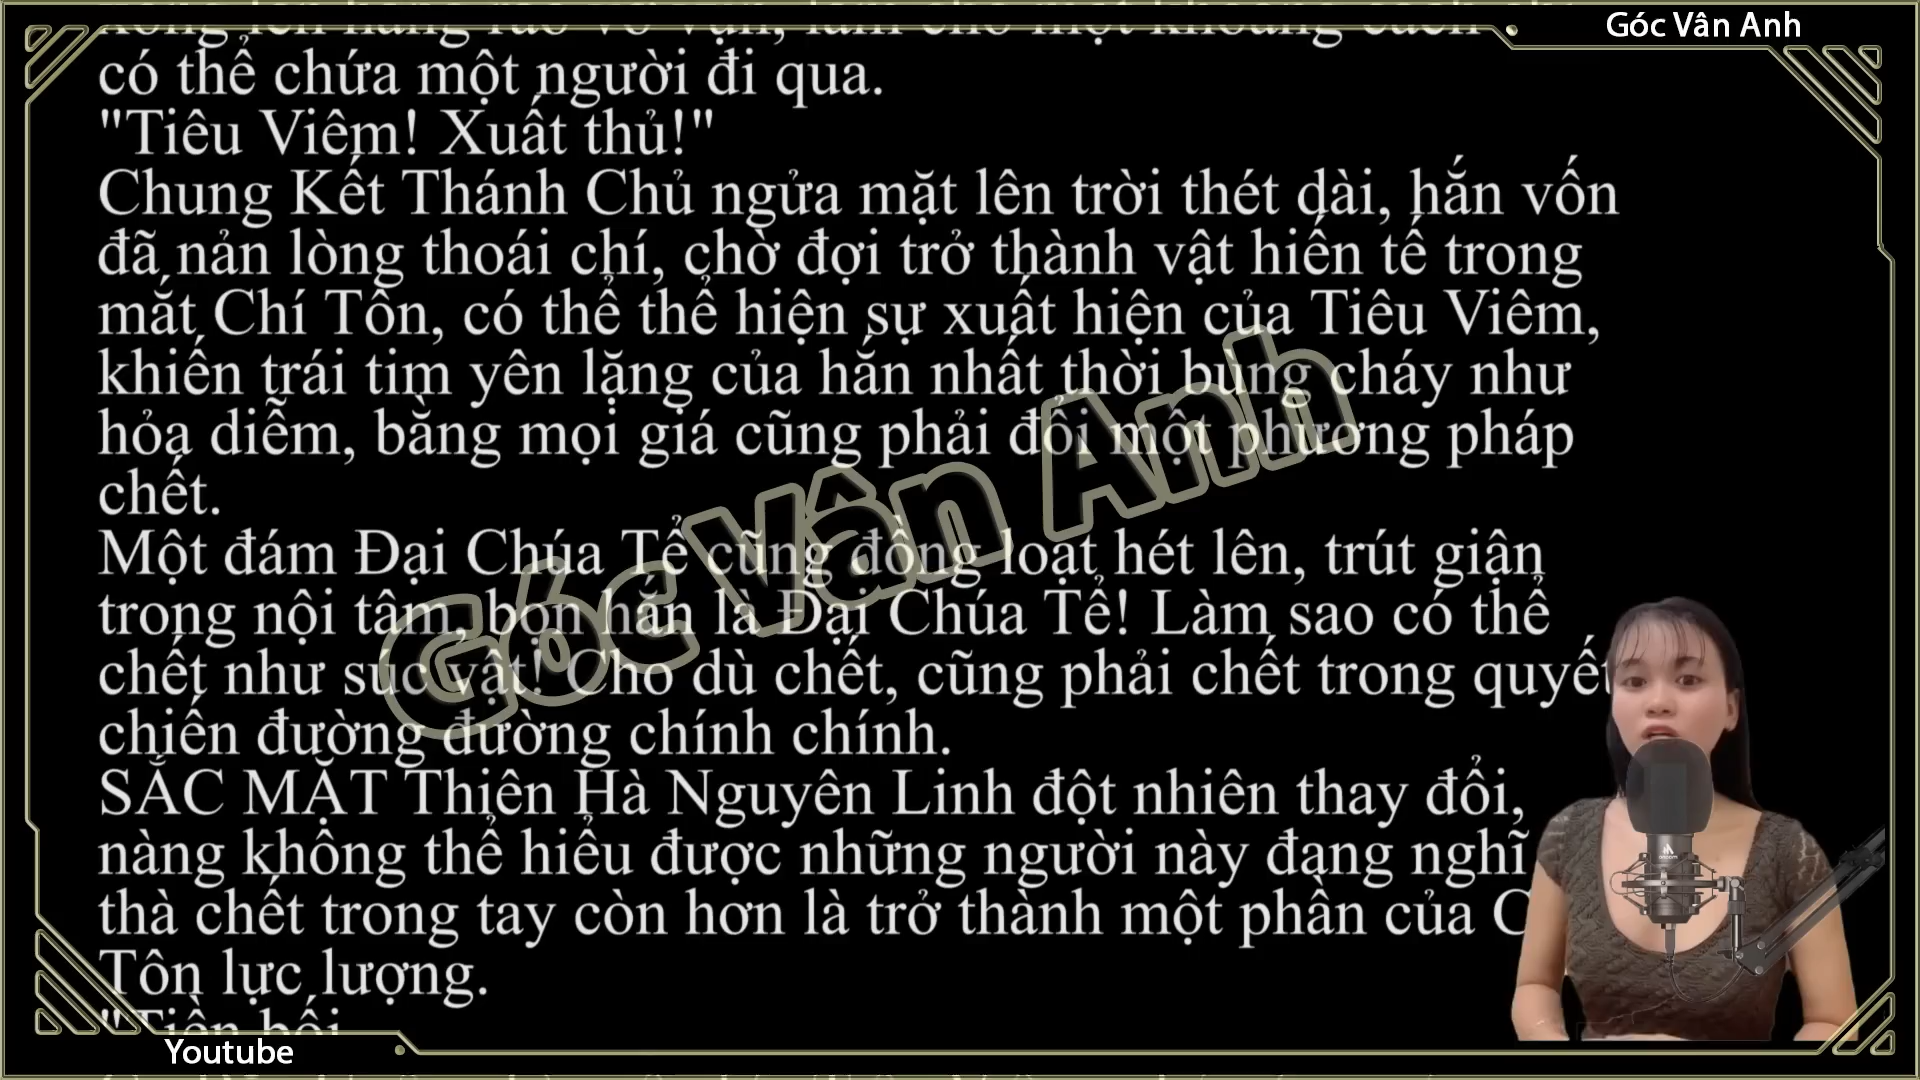 Góc Vân Anh
có thể chứa một người đi qua.
"Tiêu Viêm! Xuất thủ!"
Chung Kết Thánh Chủ ngửa mặt lên trời thét dài, hắn vốn
đã nản lòng thoái chí, chờ đợi trở thành vật hiến tế trong
mắt Chí Tôn, có thể thể hiện sự xuất hiện của Tiêu Viêm,
khiến trái tim yên lặng của hắn nhất thời bùng cháy như
hỏa diễm, bằng mọi giá cũng phải đổi một phương pháp
chết.
Một đám Đại Chúa Tể cũng đồng loạt hét lên, trút giận
trong nội tâm, bọn hắn là Đại Chúa Tể! Làm sao có thể
chết như súc vật! Cho dù chết, cũng phải chết trong quyết
chiến đường đường chính chính.
SẮC MẶT Thiên Hà Nguyên Linh đột nhiên thay đổi,
nàng không thể hiểu được những người này đang nghĩ
thà chết trong tay còn hơn là trở thành một phần của
Tôn lực lượng.
"Tiền bối
Góc Vân Anh
Youtube